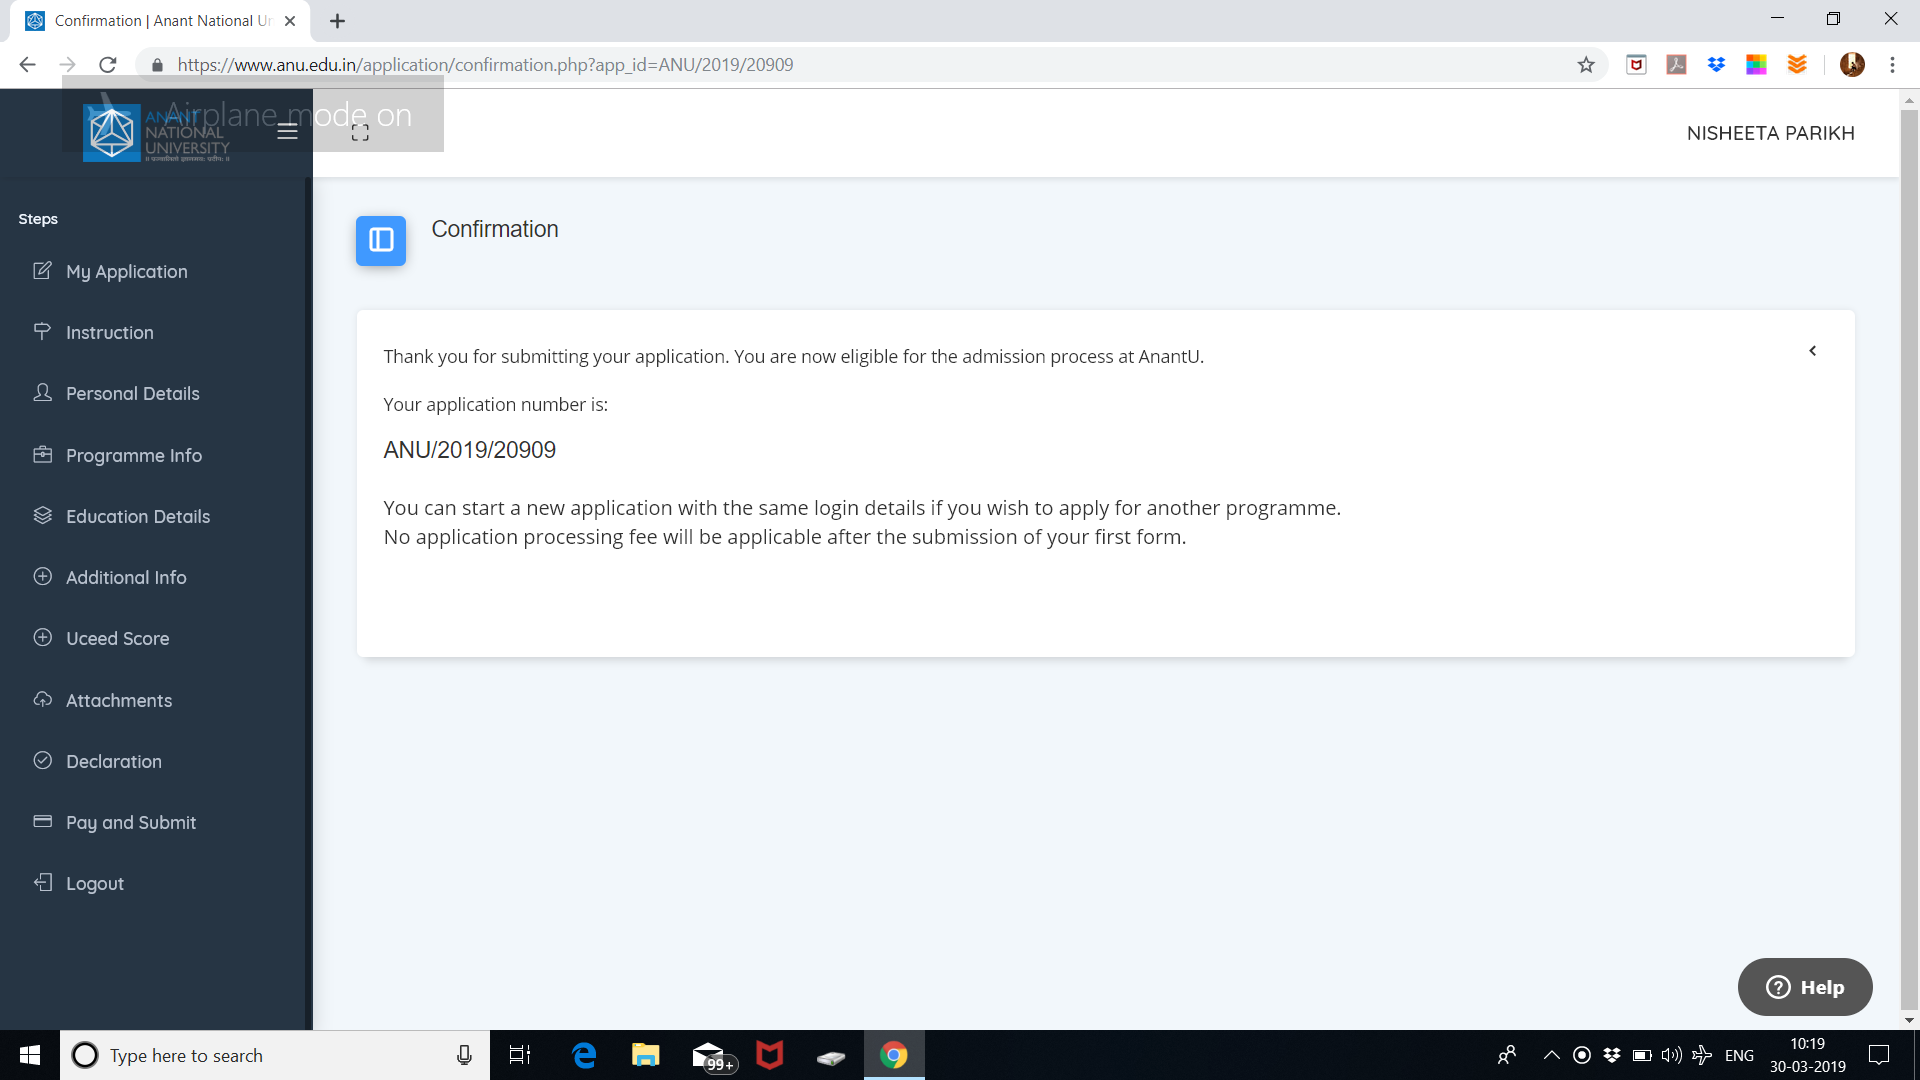 Confirmation | Anant National Un
https://www.anu.edu.in/application/confirmation.php?app_id=ANU/2019/20909
Airplane mode on
ANANT
NATIONAL
UNIVERSITY
NISHEETA PARIKH
Steps
My Application
Instruction
Personal Details
Programme Info
Education Details
Additional Info
Uceed Score
Attachments
Declaration
Pay and Submit
Logout
Confirmation
Thank you for submitting your application. You are now eligible for the admission process at AnantU.
Your application number is:
ANU/2019/20909
You can start a new application with the same login details if you wish to apply for another programme.
No application processing fee will be applicable after the submission of your first form.
Help
Type here to search
99+
ENG
10:19
30-03-2019